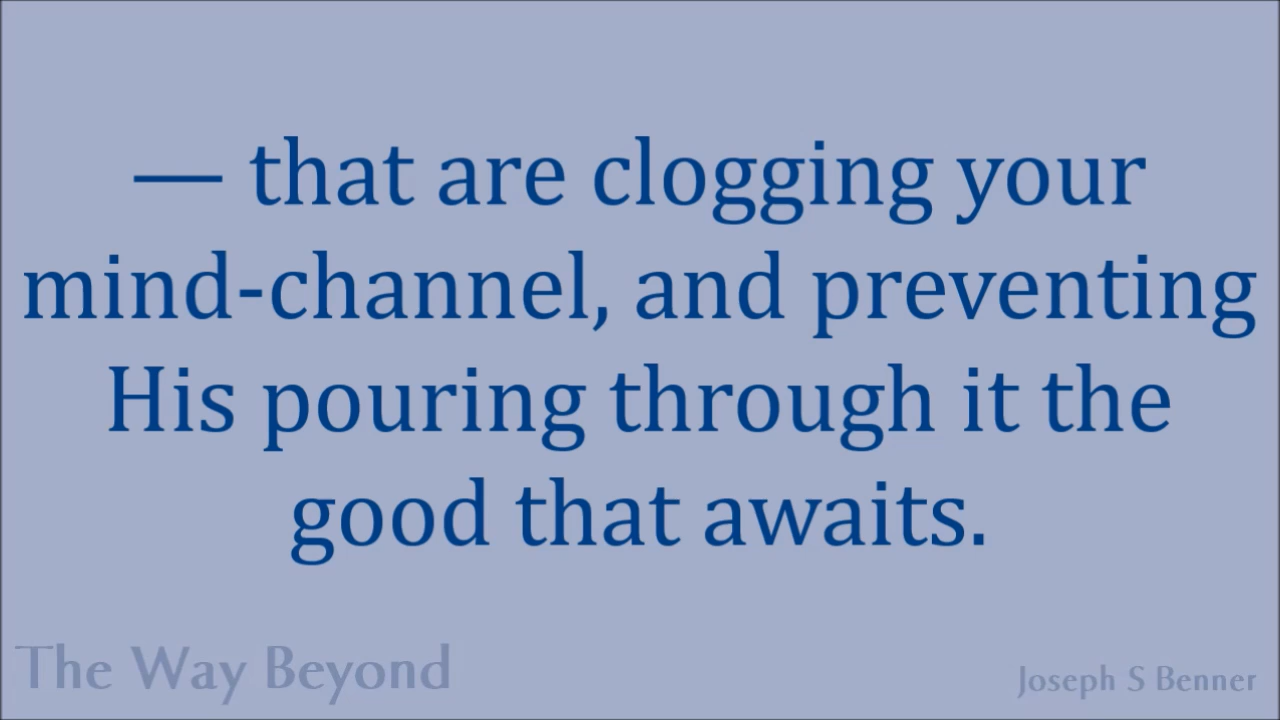 — that are clogging your
mind-channel, and preventing
His pouring through it the
good that awaits.
The Way Beyond
Joseph S Benner